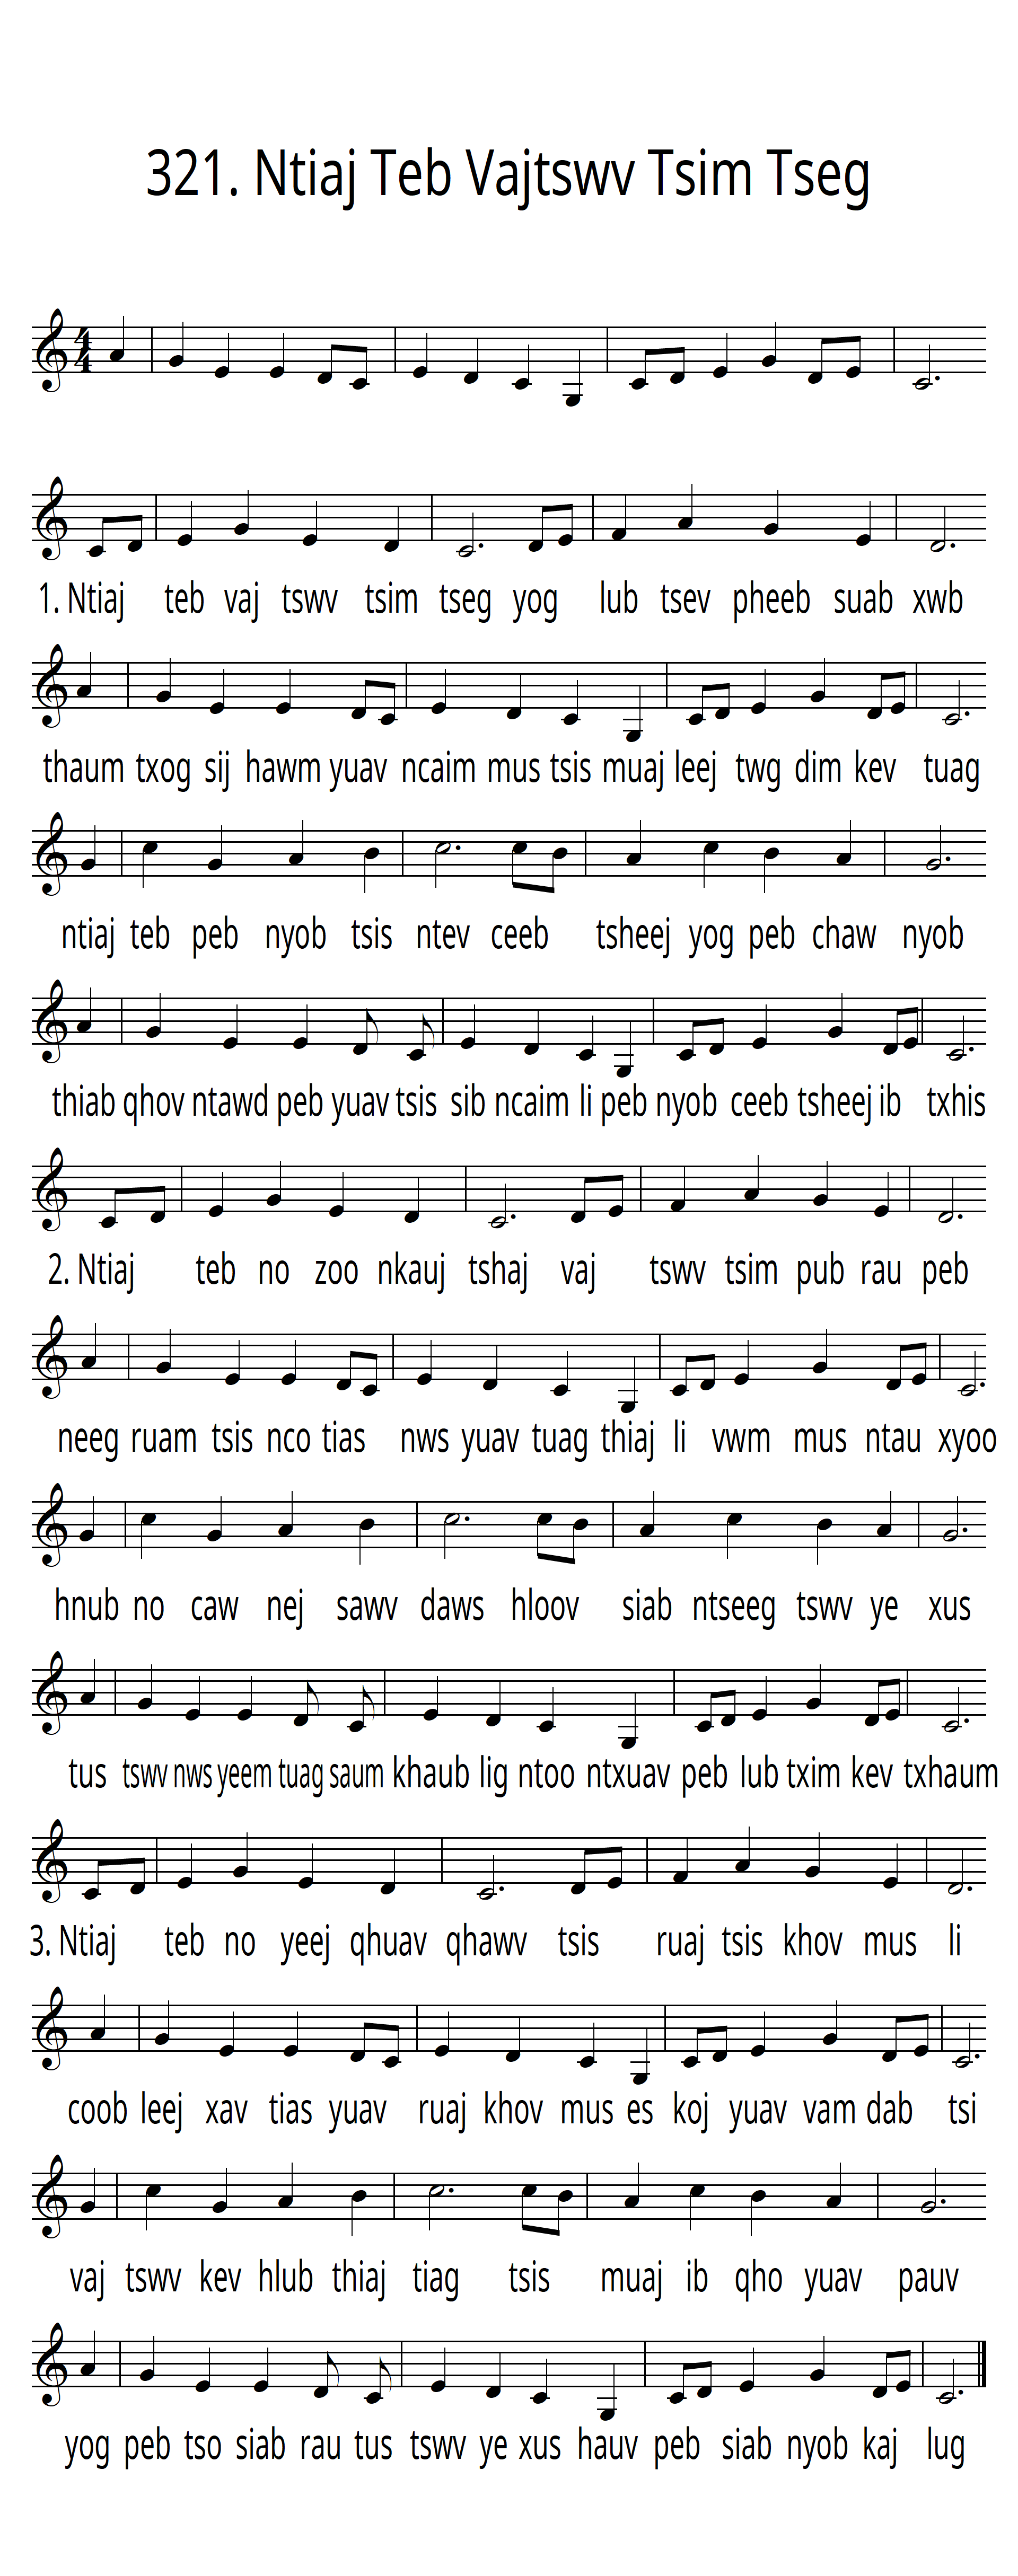 321. Ntiaj Teb Vajtswv Tsim Tseg
1. Ntiaj teb vaj tswv tsim tseg yog lub tsev pheeb suab xwb
thaum txog sij hawm yuav ncaim mus tsis muaj leej twg dim kev tuag
ntiaj teb peb nyob tsis ntev ceeb tsheej yog peb chaw nyob
thiab qhov ntawd peb yuav tsis sib ncaim li peb nyob ceeb tsheej ib txhis
2. Ntiaj teb no zoo nkauj tshaj vaj tswv tsim pub rau peb
neeg ruam tsis nco tias nws yuav tuag thiaj li vwm mus ntau xyoo
hnub no caw nej sawv daws hloov siab ntseeg tswv ye xus
tus tswv nws yeem tuag saum khaub lig ntoo ntxuav peb lub txim kev txhaum
3. Ntiaj teb no yeej qhuav qhawv tsis ruaj tsis khov mus li
coob leej xav tias yuav ruaj khov mus es koj yuav vam dab tsi
vaj tswv kev hlub thiaj tiag tsis muaj ib qho yuav pauv
yog peb tso siab rau tus tswv ye xus hauv peb siab nyob kaj lug